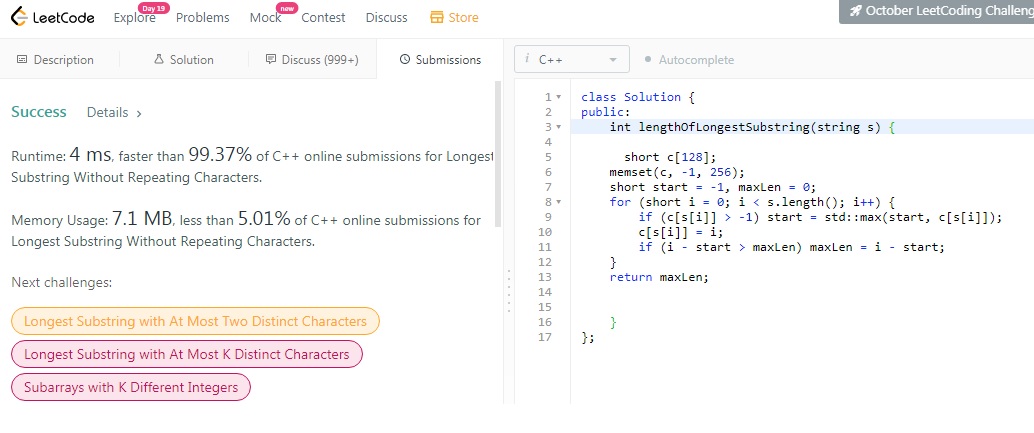 LeetCode Explore Day 19 Problems Mock new Contest Discuss Store October LeetCoding Challeng
Description Solution Discuss (999+) Submissions
Success Details >
Runtime: 4 ms, faster than 99.37% of C++ online submissions for Longest
Substring Without Repeating Characters.
Memory Usage: 7.1 MB, less than 5.01% of C++ online submissions for
Longest Substring Without Repeating Characters.
Next challenges:
Longest Substring with At Most Two Distinct Characters
Longest Substring with At Most K Distinct Characters
Subarrays with K Different Integers
i C++ Autocomplete
1 class Solution {
2 public:
3 int lengthOfLongestSubstring(string s) {
4
5 short c[128];
6 memset(c, -1, 256);
7 short start = -1, maxLen = 0;
8 for (short i = 0; i < s.length(); i++) {
9 if (c[s[i]] > -1) start = std::max(start, c[s[i]]);
10 c[s[i]] = i;
11 if (i - start > maxLen) maxLen = i - start;
12 }
13 return maxLen;
14
15
16 }
17 };